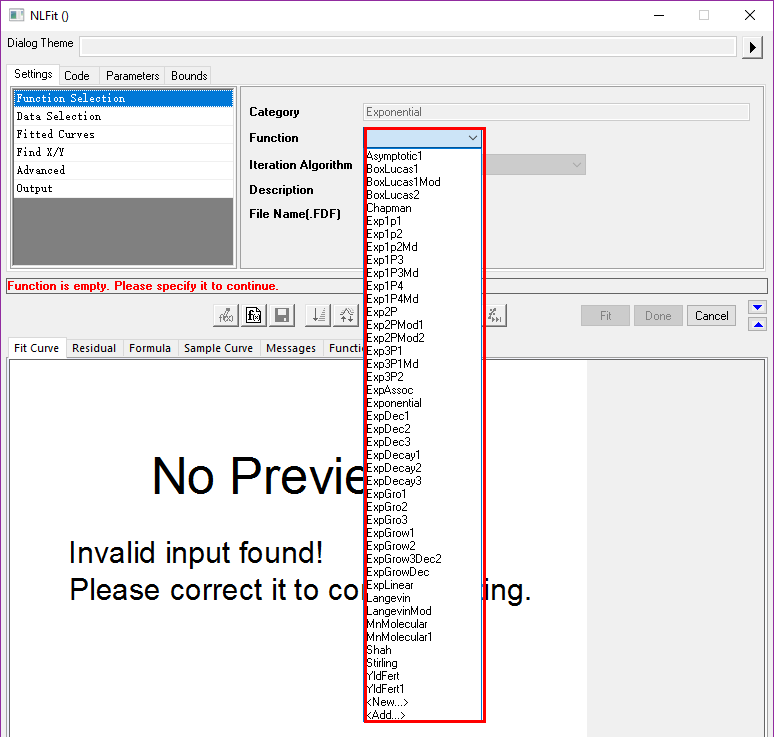 NLFit ()
Dialog Theme
Settings Code Parameters Bounds
Function Selection
Data Selection
Fitted Curves
Find X/Y
Advanced
Output
Category Exponential
Function
Iteration Algorithm
Description
File Name(.FDF)
Asymptotic1
BoxLucas1
BoxLucas1Mod
BoxLucas2
Chapman
Exp1p1
Exp1p2
Exp1p2Md
Exp1P3
Exp1P3Md
Exp1P4
Exp1P4Md
Exp2P
Exp2PMod1
Exp2PMod2
Exp3P1
Exp3P1Md
Exp3P2
ExpAssoc
Exponential
ExpDec1
ExpDec2
ExpDec3
ExpDecay1
ExpDecay2
ExpDecay3
ExpGro1
ExpGro2
ExpGro3
ExpGrow1
ExpGrow2
ExpGrow3Dec2
ExpGrowDec
ExpLinear
Langevin
LangevinMod
MnMolecular
MnMolecular1
Shah
Stirling
YldFert
YldFert1
<New...>
<Add...>
Function is empty. Please specify it to continue.
Fit Done Cancel
Fit Curve Residual Formula Sample Curve Messages Functi
No Previe
Invalid input found!
Please correct it to co ing.